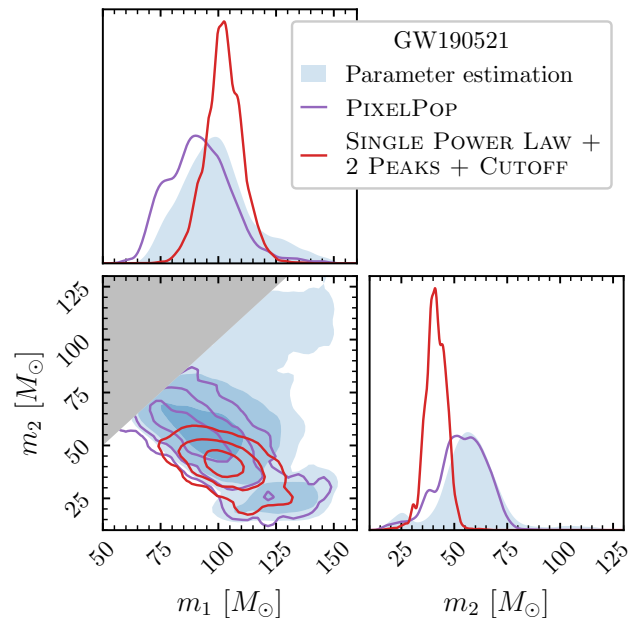 GW190521
Parameter estimation
PIXELPOP
SINGLE POWER LAW +
2 PEAKS + CUTOFF
125
100
75
50
25
m₂ [M⊙]
50
75
100
125
150
m₁ [M⊙]
25
50
75
100
125
m₂ [M⊙]